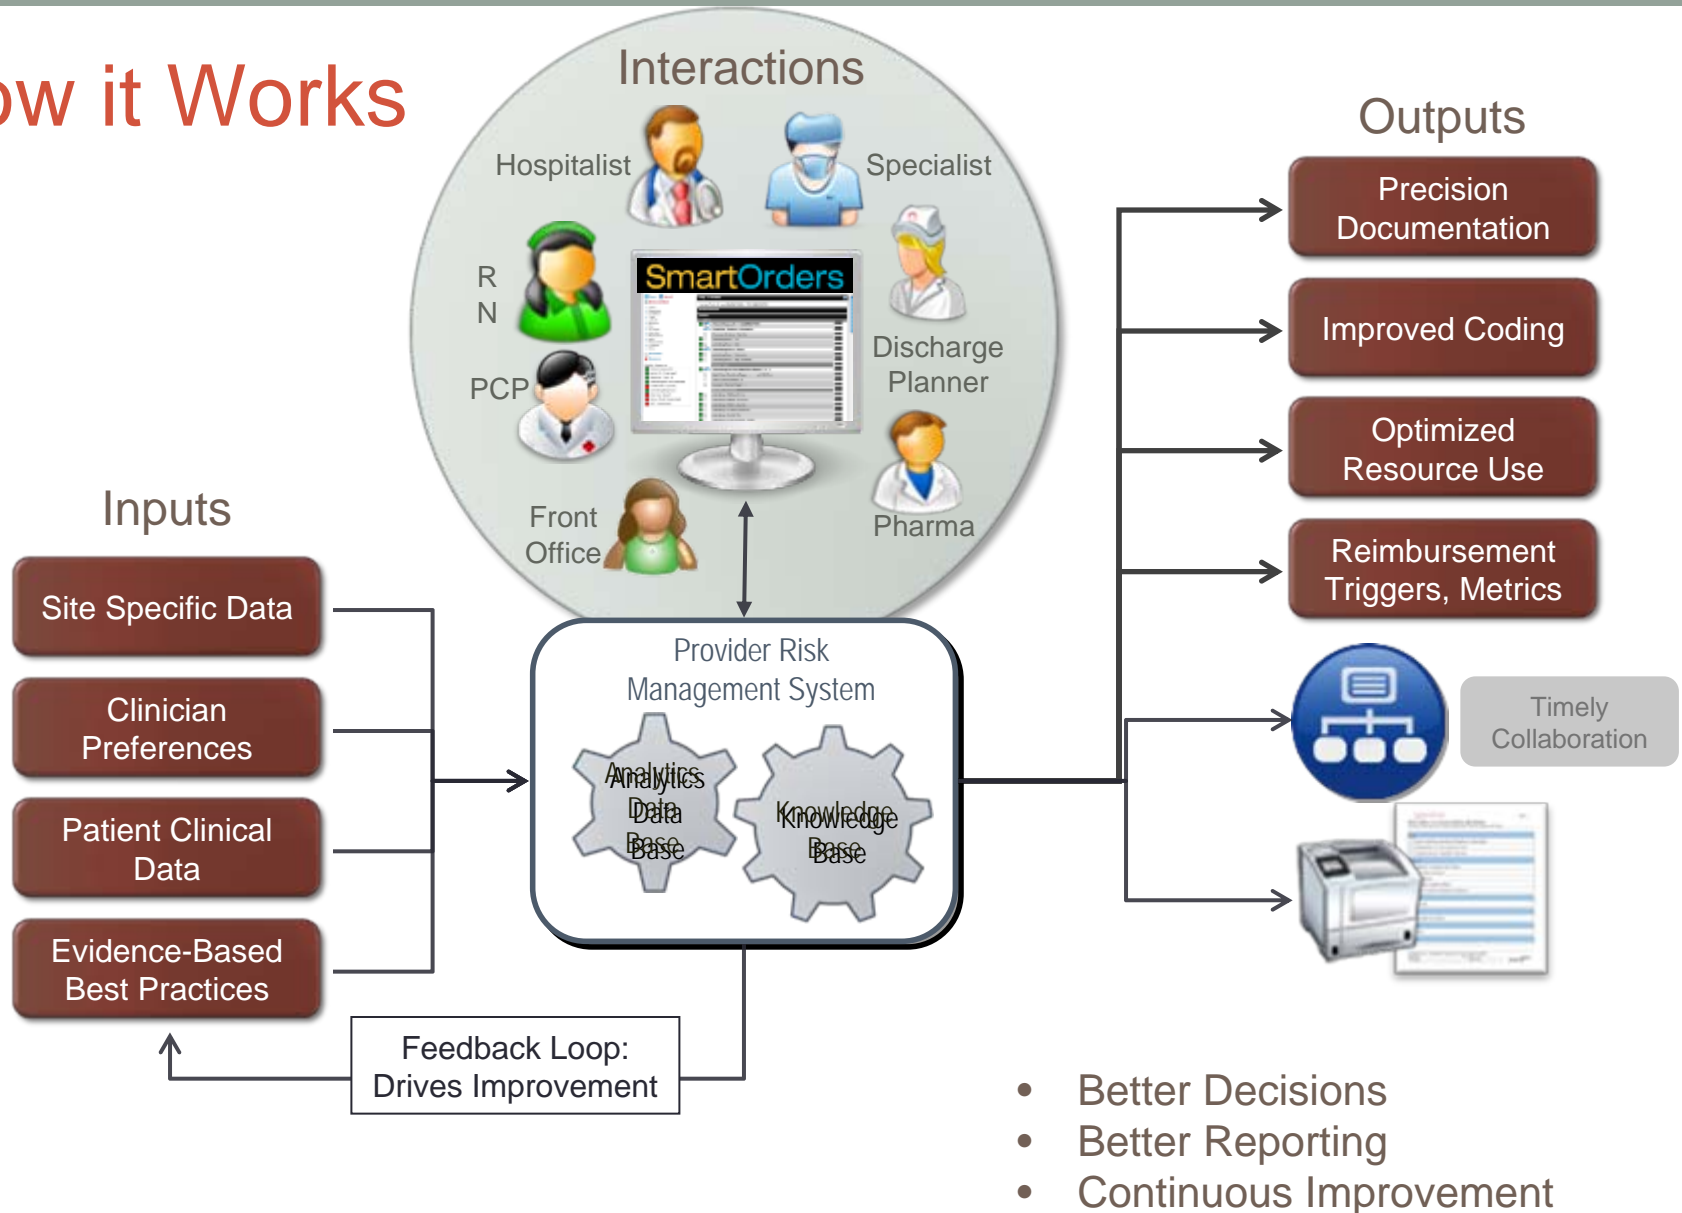 ow it Works
Interactions
Hospitalist
Specialist
R
N
SmartOrders
PCP
Discharge
Planner
Front
Office
Pharma
Inputs
Site Specific Data
Clinician
Preferences
Patient Clinical
Data
Evidence-Based
Best Practices
Provider Risk
Management System
Analytics
Data
Base
Knowledge
Base
Feedback Loop:
Drives Improvement
Outputs
Precision
Documentation
Improved Coding
Optimized
Resource Use
Reimbursement
Triggers, Metrics
Timely
Collaboration
• Better Decisions
• Better Reporting
• Continuous Improvement